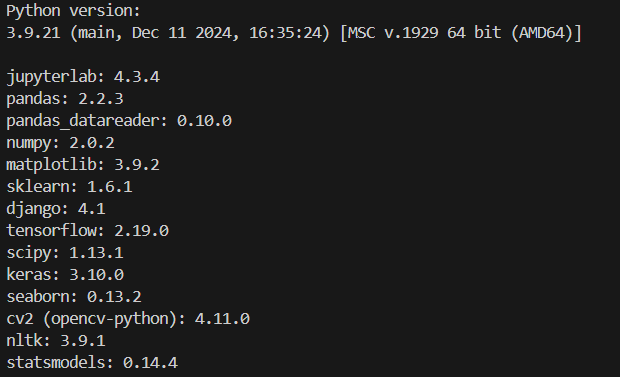 Python version:
3.9.21 (main, Dec 11 2024, 16:35:24) [MSC v.1929 64 bit (AMD64)]
jupyterlab: 4.3.4
pandas: 2.2.3
pandas_datareader: 0.10.0
numpy: 2.0.2
matplotlib: 3.9.2
sklearn: 1.6.1
django: 4.1
tensorflow: 2.19.0
scipy: 1.13.1
keras: 3.10.0
seaborn: 0.13.2
cv2 (opencv-python): 4.11.0
nltk: 3.9.1
statsmodels: 0.14.4